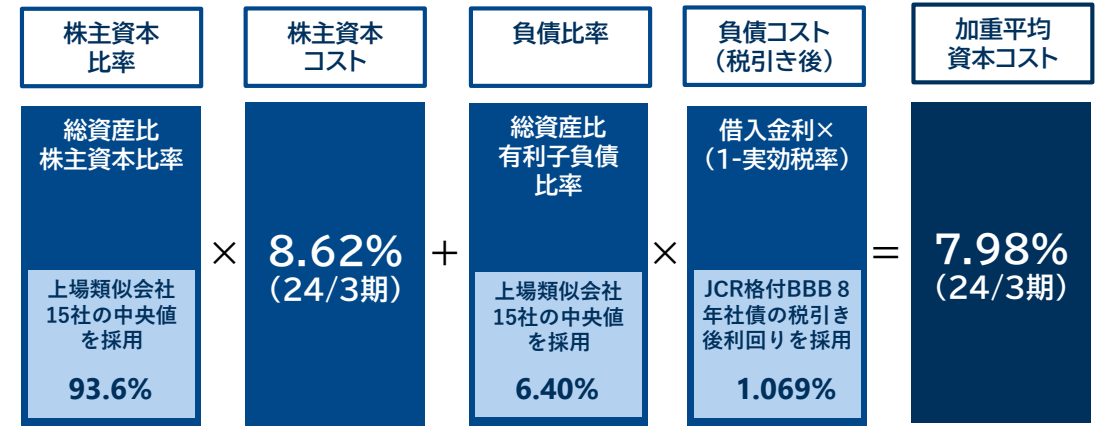 株主資本
比率
株主資本
コスト
負債比率
負債コスト
（税引き後）
加重平均
資本コスト
総資産比
株主資本比率
上場類似会社
15社の中央値
を採用
93.6%
×
8.62%
（24/3期）
＋
総資産比
有利子負債
比率
上場類似会社
15社の中央値
を採用
6.40%
×
借入金利×
（1-実効税率）
JCR格付BBB 8
年社債の税引き
後利回りを採用
1.069%
＝
7.98%
（24/3期）